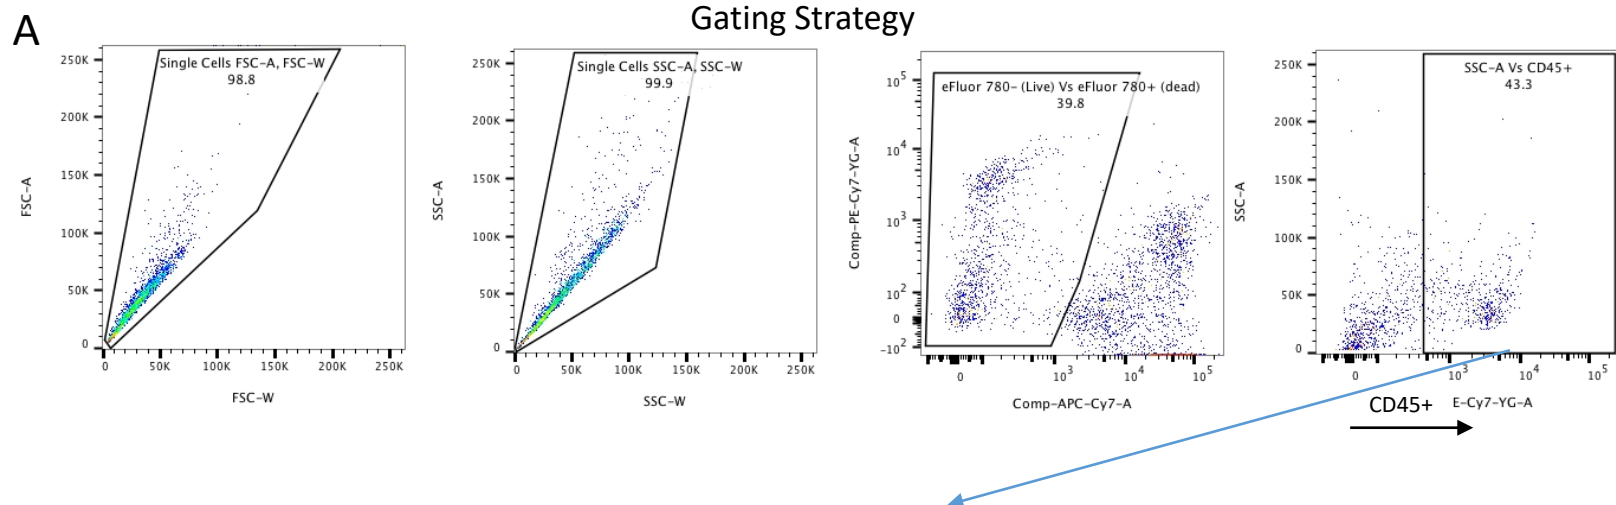 A
Gating Strategy
250K
200K
150K
100K
50K
0
FSC-A
Single Cells FSC-A, FSC-W
98.8
0 50K 100K 150K 200K 250K
FSC-W
250K
200K
150K
100K
50K
0
SSC-A
Single Cells SSC-A, SSC-W
99.9
0 50K 100K 150K 200K 250K
SSC-W
10^5
10^4
10^3
10^2
0
-10^2
Comp-PE-Cy7-YG-A
eFluor 780- (Live) Vs eFluor 780+ (dead)
39.8
0 10^3 10^4 10^5
Comp-APC-Cy7-A
250K
200K
150K
100K
50K
0
SSC-A
SSC-A Vs CD45+
43.3
0 10^3 10^4 10^5
CD45+ E-Cy7-YG-A